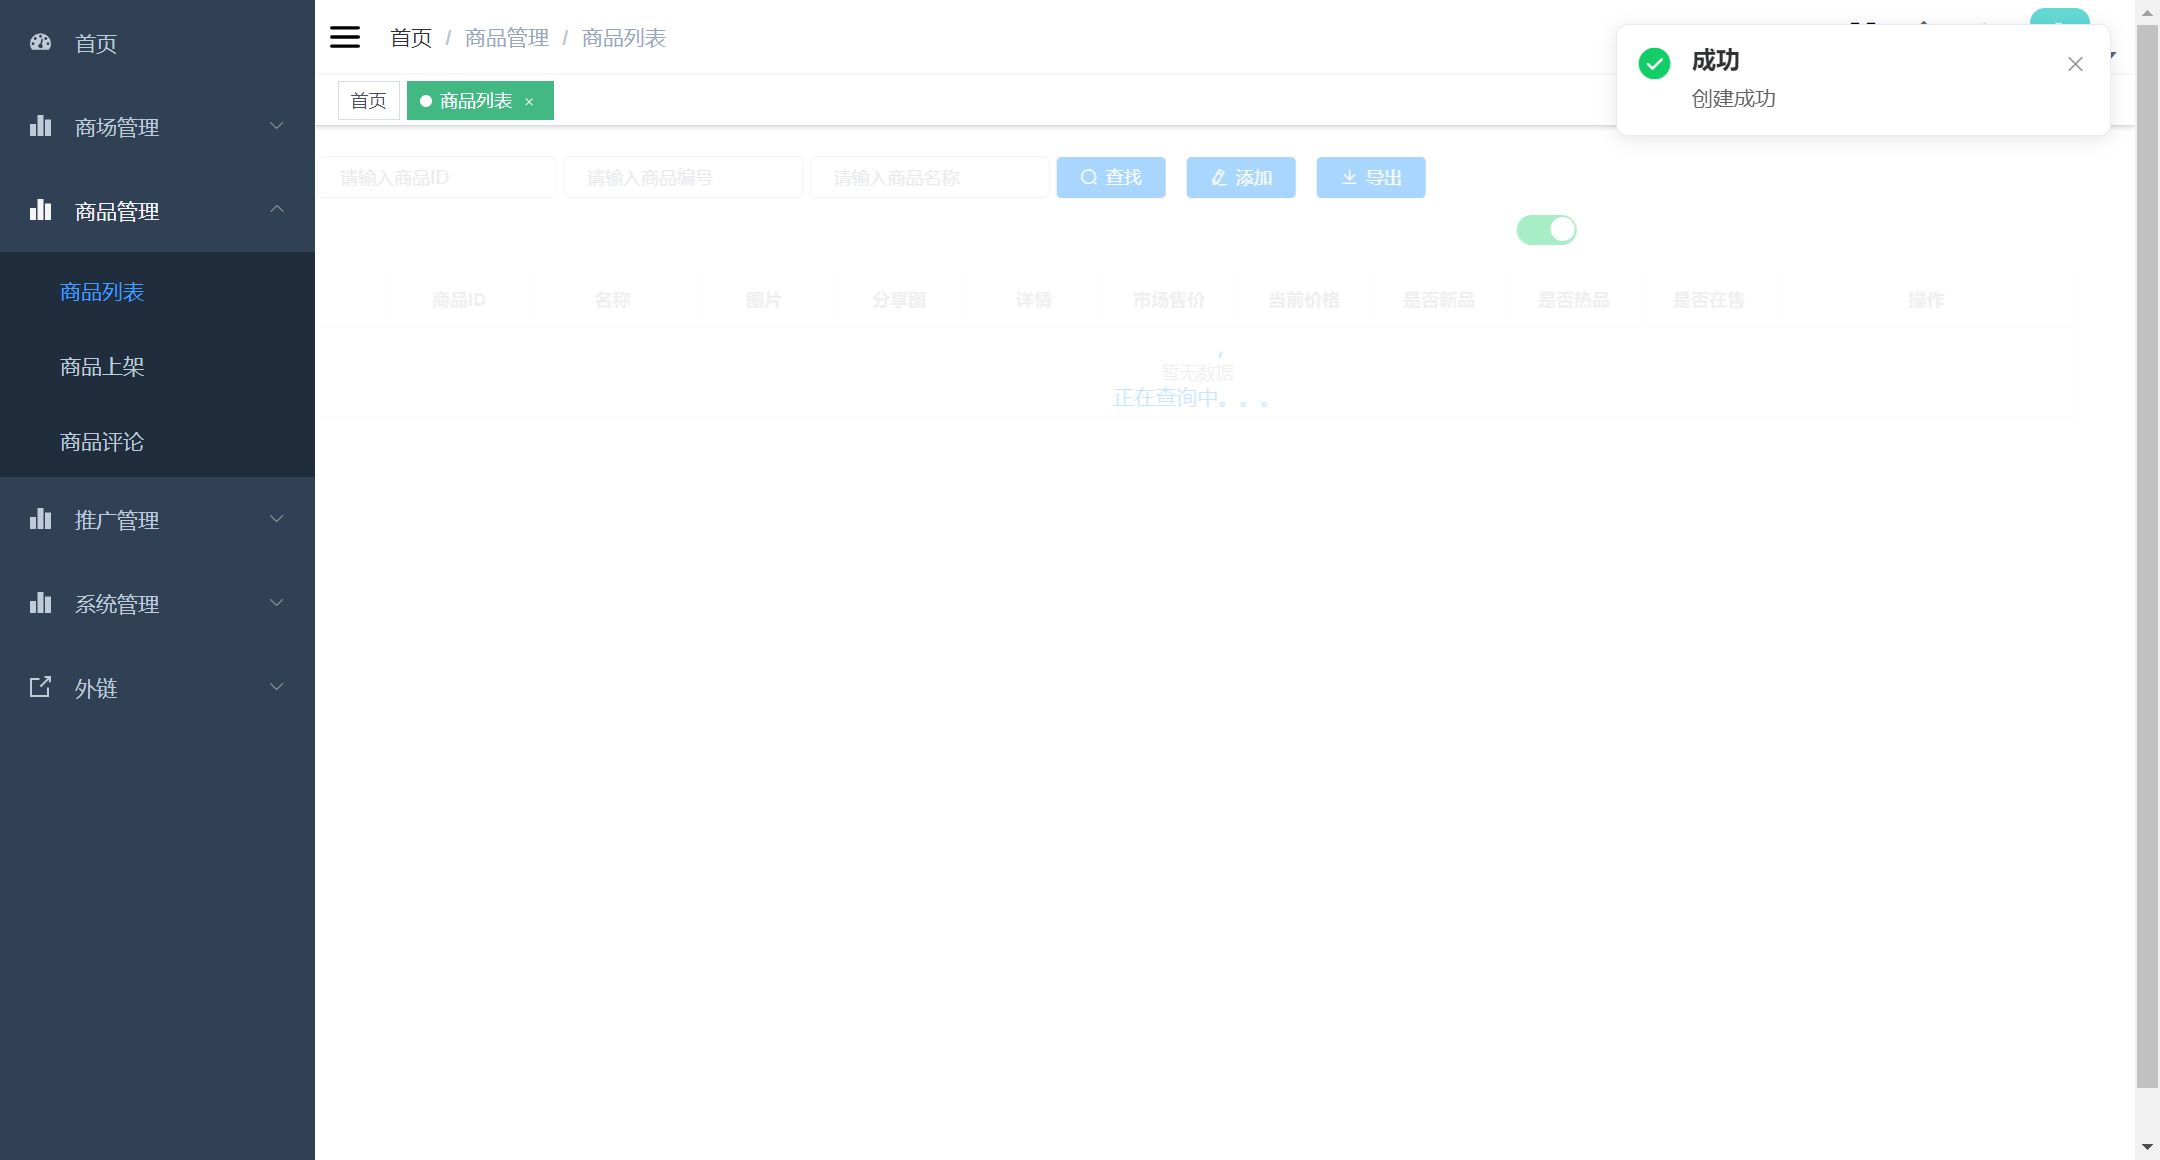 首页
商场管理
商品管理
商品列表
商品上架
商品评论
推广管理
系统管理
外链
首页 / 商品管理 / 商品列表
首页
商品列表 ×
成功
创建成功
请输入商品ID
请输入商品编号
请输入商品名称
查找
添加
导出
商品ID 名称 图片 分享图 详情 市场售价 当前价格 是否新品 是否热品 是否在售 操作
暂无数据
正在查询中。。。